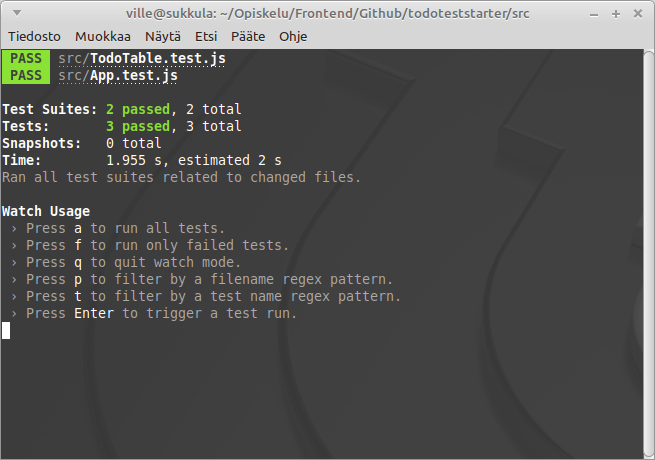 ville@sukkula: ~/Opiskelu/Frontend/Github/todoteststarter/src
Tiedosto Muokkaa Näytä Etsi Pääte Ohje
PASS src/TodoTable.test.js
PASS src/App.test.js
Test Suites: 2 passed, 2 total
Tests: 3 passed, 3 total
Snapshots: 0 total
Time: 1.955 s, estimated 2 s
Ran all test suites related to changed files.
Watch Usage
› Press a to run all tests.
› Press f to run only failed tests.
› Press q to quit watch mode.
› Press p to filter by a filename regex pattern.
› Press t to filter by a test name regex pattern.
› Press Enter to trigger a test run.